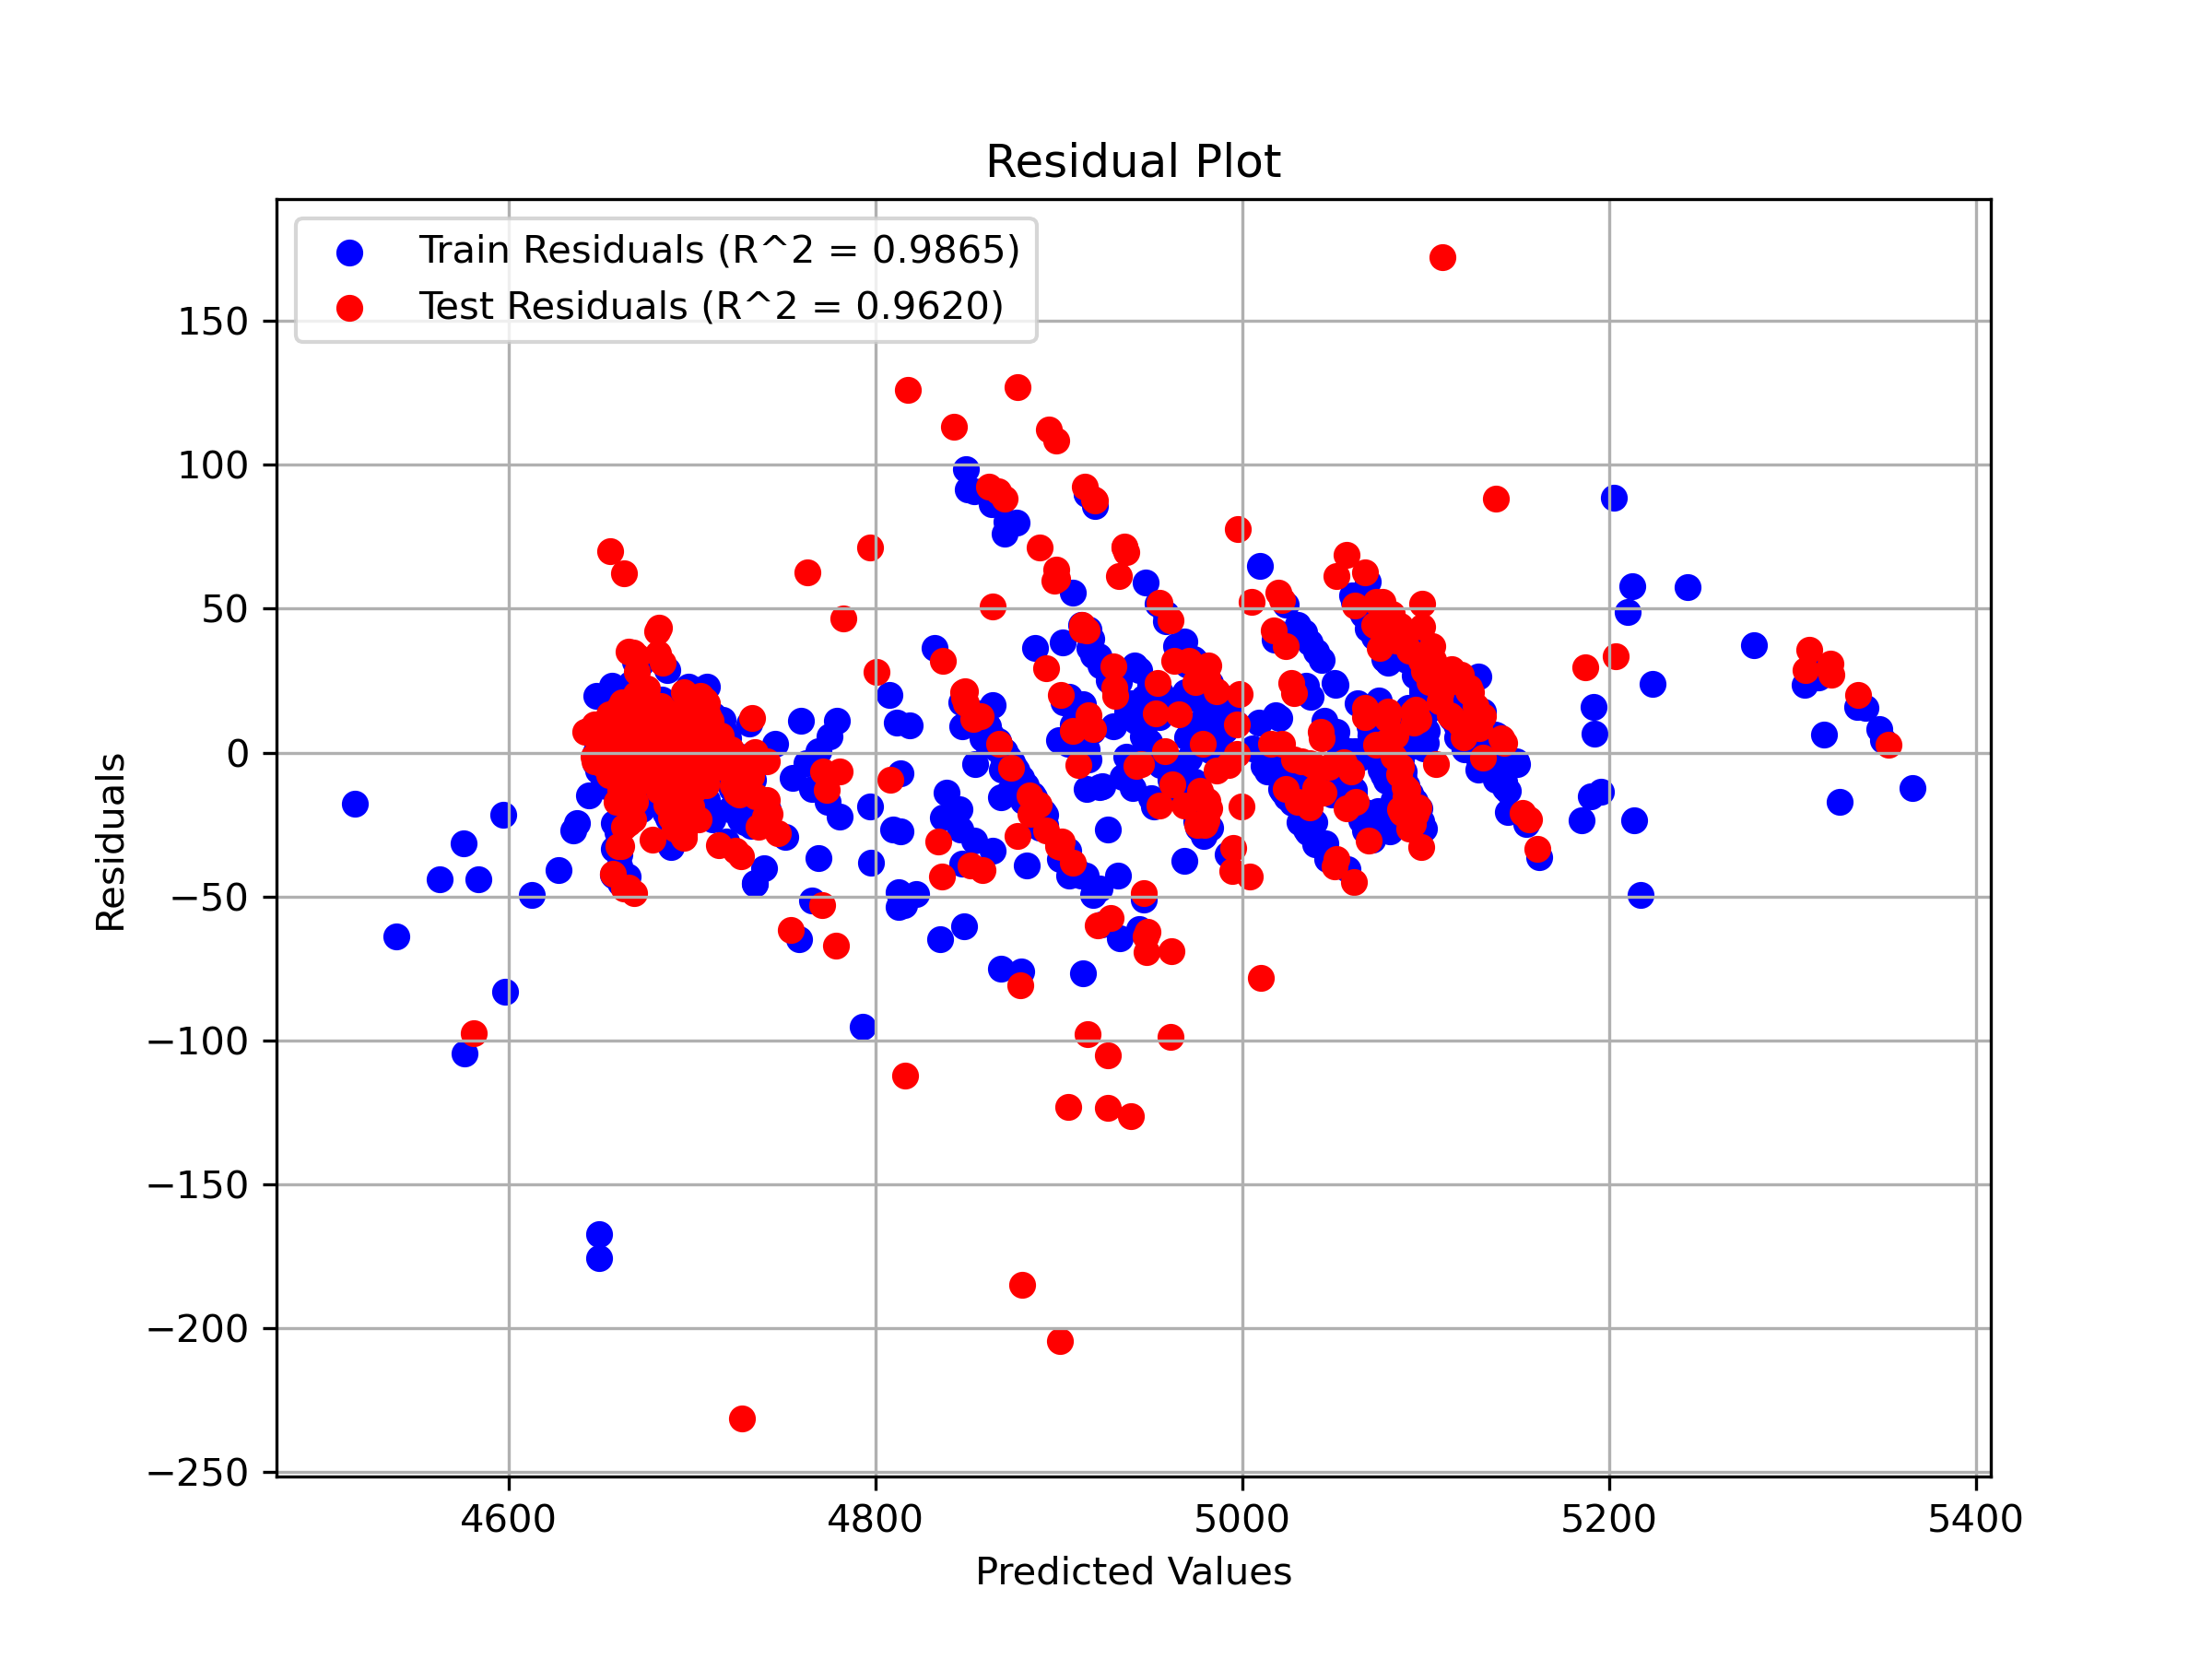 Residual Plot
Train Residuals (R^2 = 0.9865)
Test Residuals (R^2 = 0.9620)
150
100
50
0
−50
−100
−150
−200
−250
Residuals
4600 4800 5000 5200 5400
Predicted Values